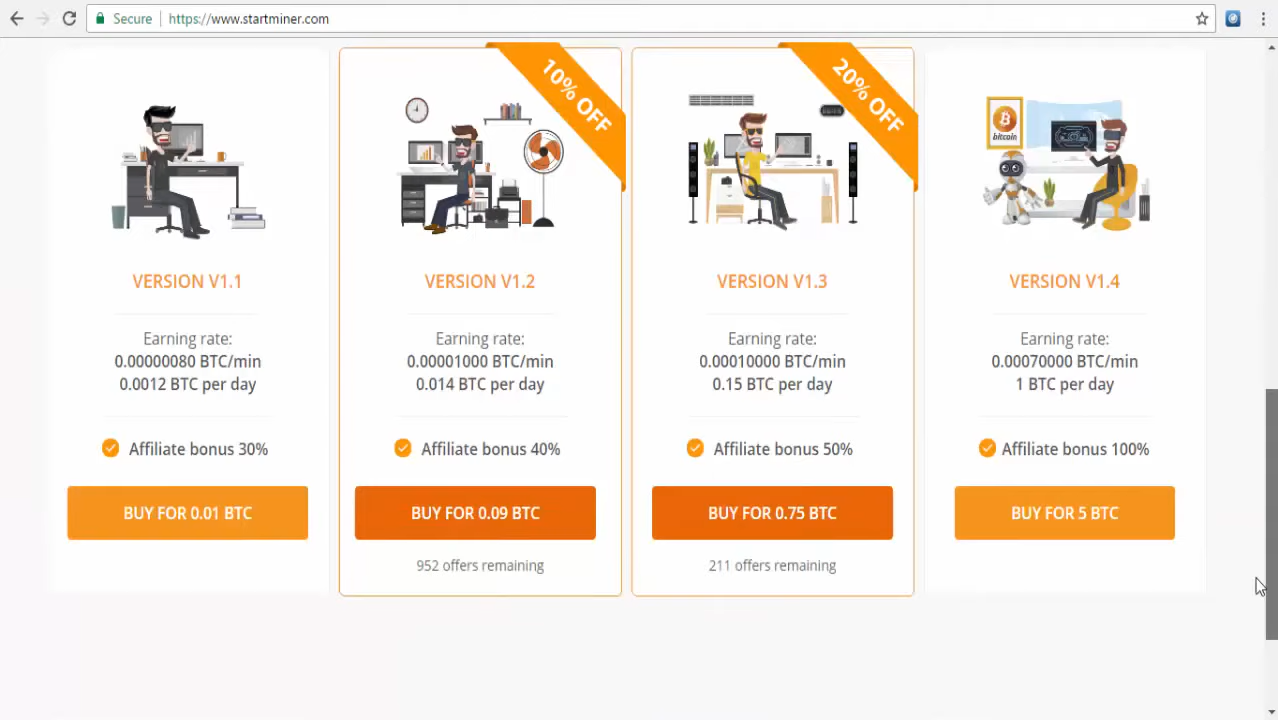 Secure
https://www.startminer.com
10% OFF
20% OFF
bitcoin
VERSION V1.1
Earning rate:
0.00000080 BTC/min
0.0012 BTC per day
Affiliate bonus 30%
BUY FOR 0.01 BTC
VERSION V1.2
Earning rate:
0.00001000 BTC/min
0.014 BTC per day
Affiliate bonus 40%
BUY FOR 0.09 BTC
952 offers remaining
VERSION V1.3
Earning rate:
0.00010000 BTC/min
0.15 BTC per day
Affiliate bonus 50%
BUY FOR 0.75 BTC
211 offers remaining
VERSION V1.4
Earning rate:
0.00070000 BTC/min
1 BTC per day
Affiliate bonus 100%
BUY FOR 5 BTC